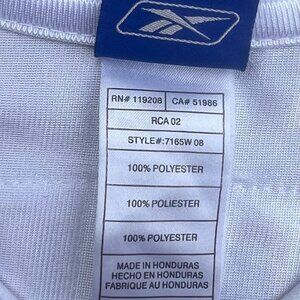 RN# 119208 CA# 51986
RCA 02
STYLE#:7165W 08
100% POLYESTER
100% POLIESTER
100% POLYESTER
MADE IN HONDURAS
HECHO EN HONDURAS
FABRIQUE AU HONDURAS